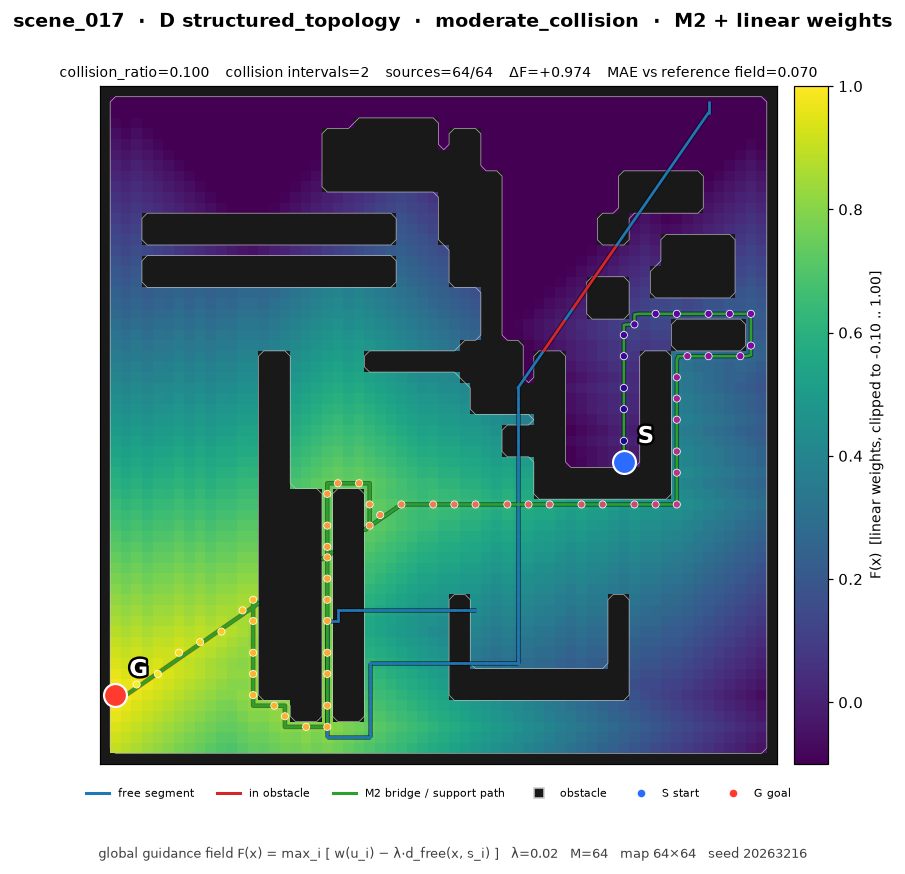 scene_017 · D structured_topology · moderate_collision · M2 + linear weights
collision_ratio=0.100 collision intervals=2 sources=64/64 ΔF=+0.974 MAE vs reference field=0.070
1.0
0.8
0.6
0.4
0.2
0.0
F(x) [linear weights, clipped to -0.10 .. 1.00]
S
G
free segment
in obstacle
M2 bridge / support path
obstacle
S start
G goal
global guidance field F(x) = max_i [ w(u_i) − λ·d_free(x, s_i) ] λ=0.02 M=64 map 64×64 seed 20263216